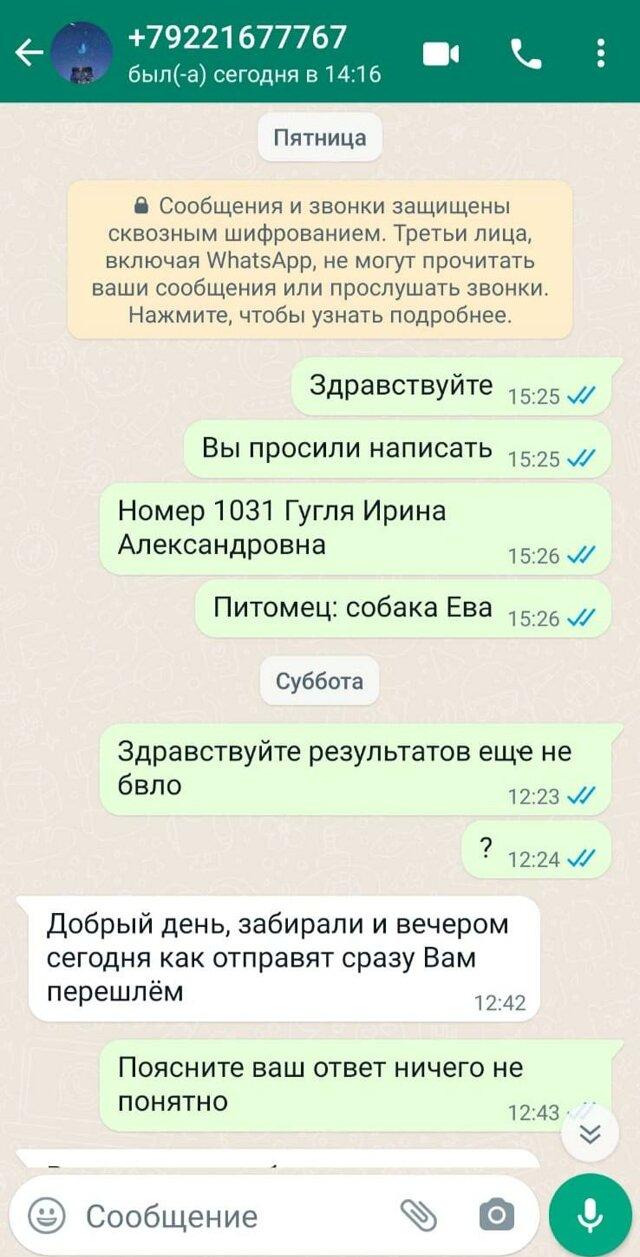 +79221677767
был(-а) сегодня в 14:16
Пятница
Сообщения и звонки защищены
сквозным шифрованием. Третьи лица,
включая WhatsApp, не могут прочитать
ваши сообщения или прослушать звонки.
Нажмите, чтобы узнать подробнее.
Здравствуйте 15:25
Вы просили написать 15:25
Номер 1031 Гугля Ирина
Александровна 15:26
Питомец: собака Ева 15:26
Суббота
Здравствуйте результатов еще не
бвло 12:23
? 12:24
Добрый день, забирали и вечером
сегодня как отправят сразу Вам
перешлём 12:42
Поясните ваш ответ ничего не
понятно 12:43
Сообщение